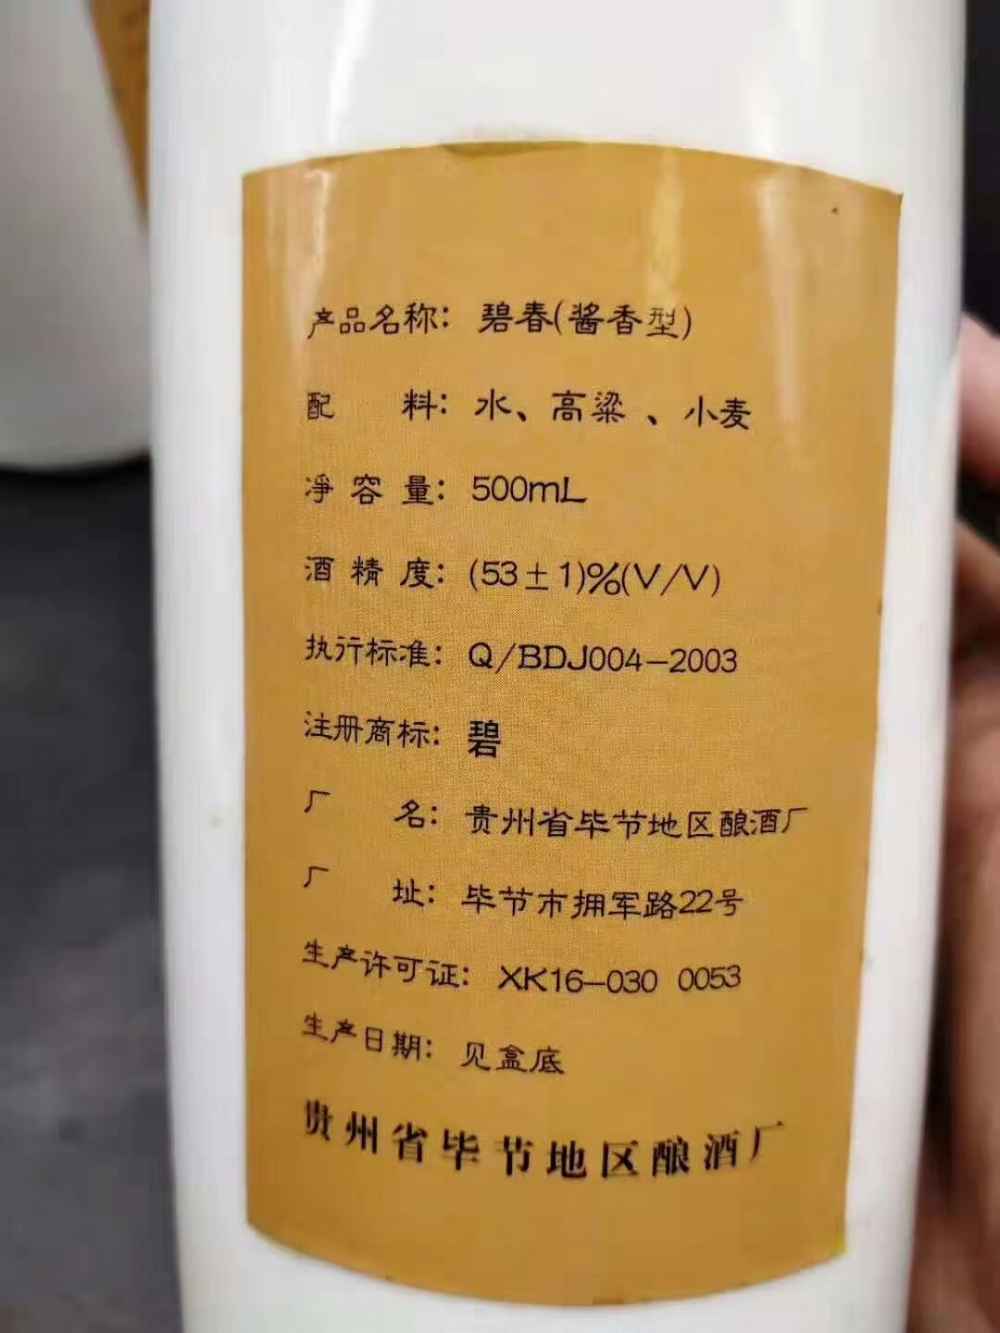 产品名称：碧春(酱香型)
配料：水、高粱、小麦
净容量：500mL
酒精度：(53±1)%(V/V)
执行标准：Q/BDJ004-2003
注册商标：碧
厂名：贵州省毕节地区酿酒厂
厂址：毕节市拥军路22号
生产许可证：XK16-030 0053
生产日期：见盒底
贵州省毕节地区酿酒厂